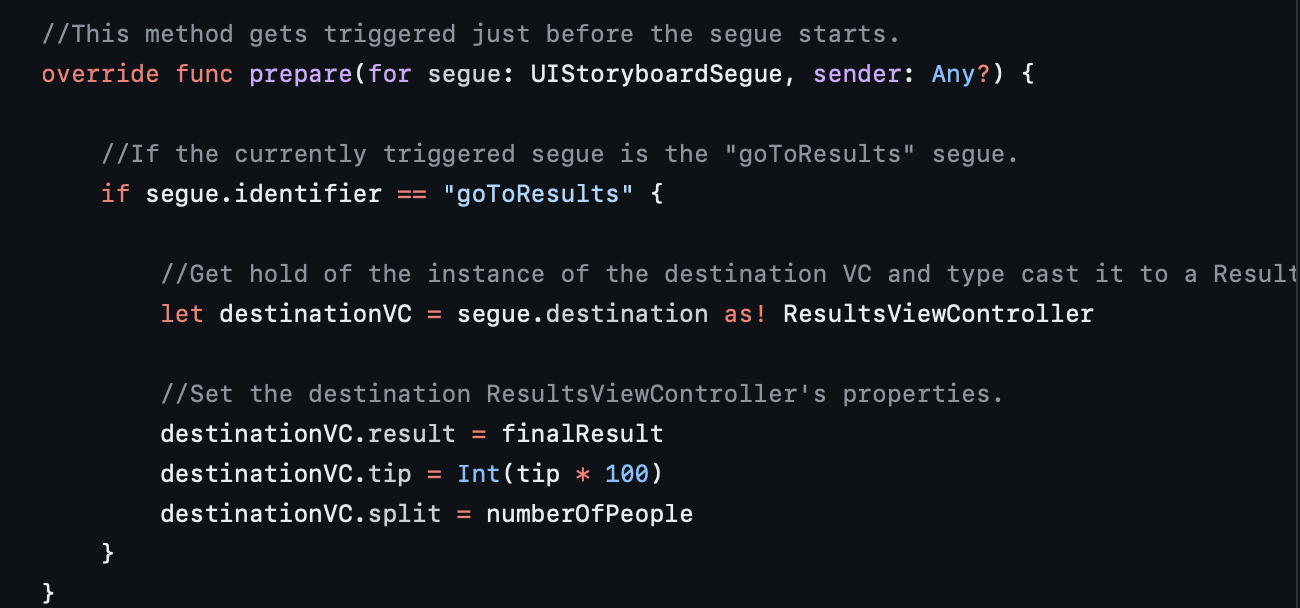 //This method gets triggered just before the segue starts.
override func prepare(for segue: UIStoryboardSegue, sender: Any?) {
//If the currently triggered segue is the "goToResults" segue.
if segue.identifier == "goToResults" {
//Get hold of the instance of the destination VC and type cast it to a Result
let destinationVC = segue.destination as! ResultsViewController
//Set the destination ResultsViewController's properties.
destinationVC.result = finalResult
destinationVC.tip = Int(tip * 100)
destinationVC.split = numberOfPeople
}
}